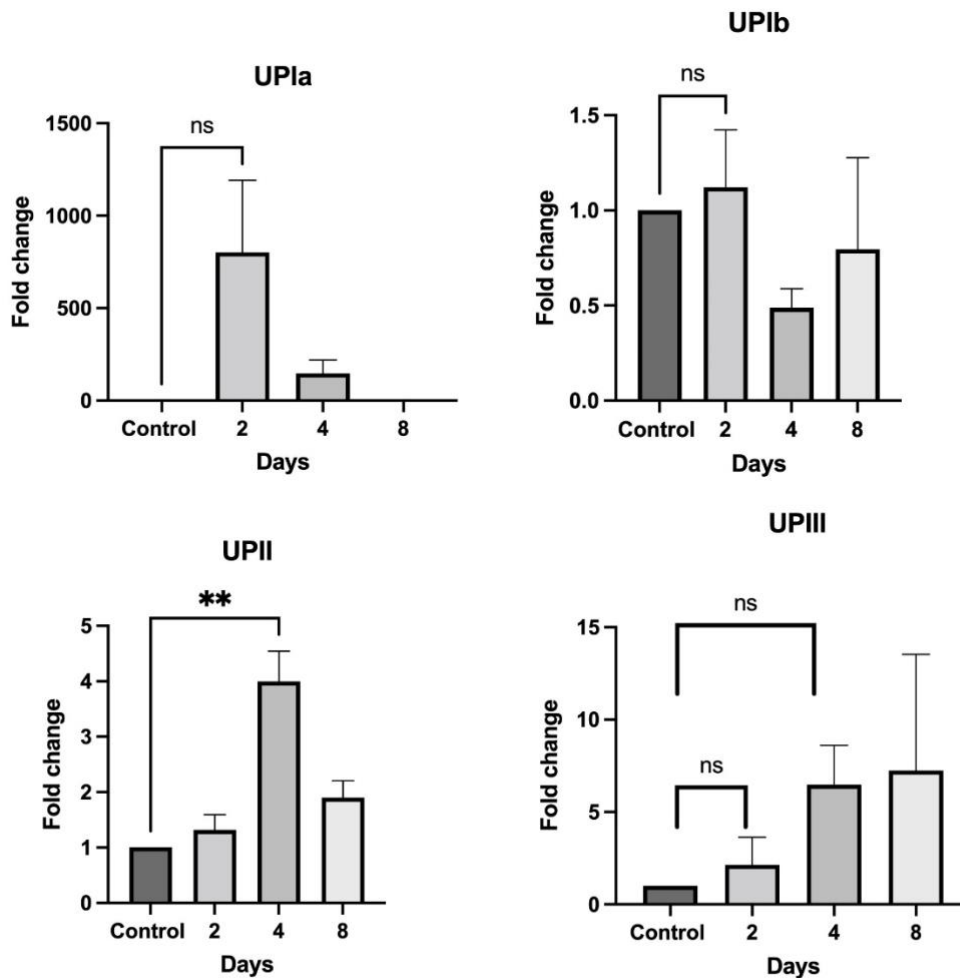 UPIa
ns
Fold change
1500
1000
500
0
Control 2 4 8
Days
UPIb
ns
Fold change
1.5
1.0
0.5
0.0
Control 2 4 8
Days
UPII
**
Fold change
5
4
3
2
1
0
Control 2 4 8
Days
UPIII
ns
ns
Fold change
15
10
5
0
Control 2 4 8
Days